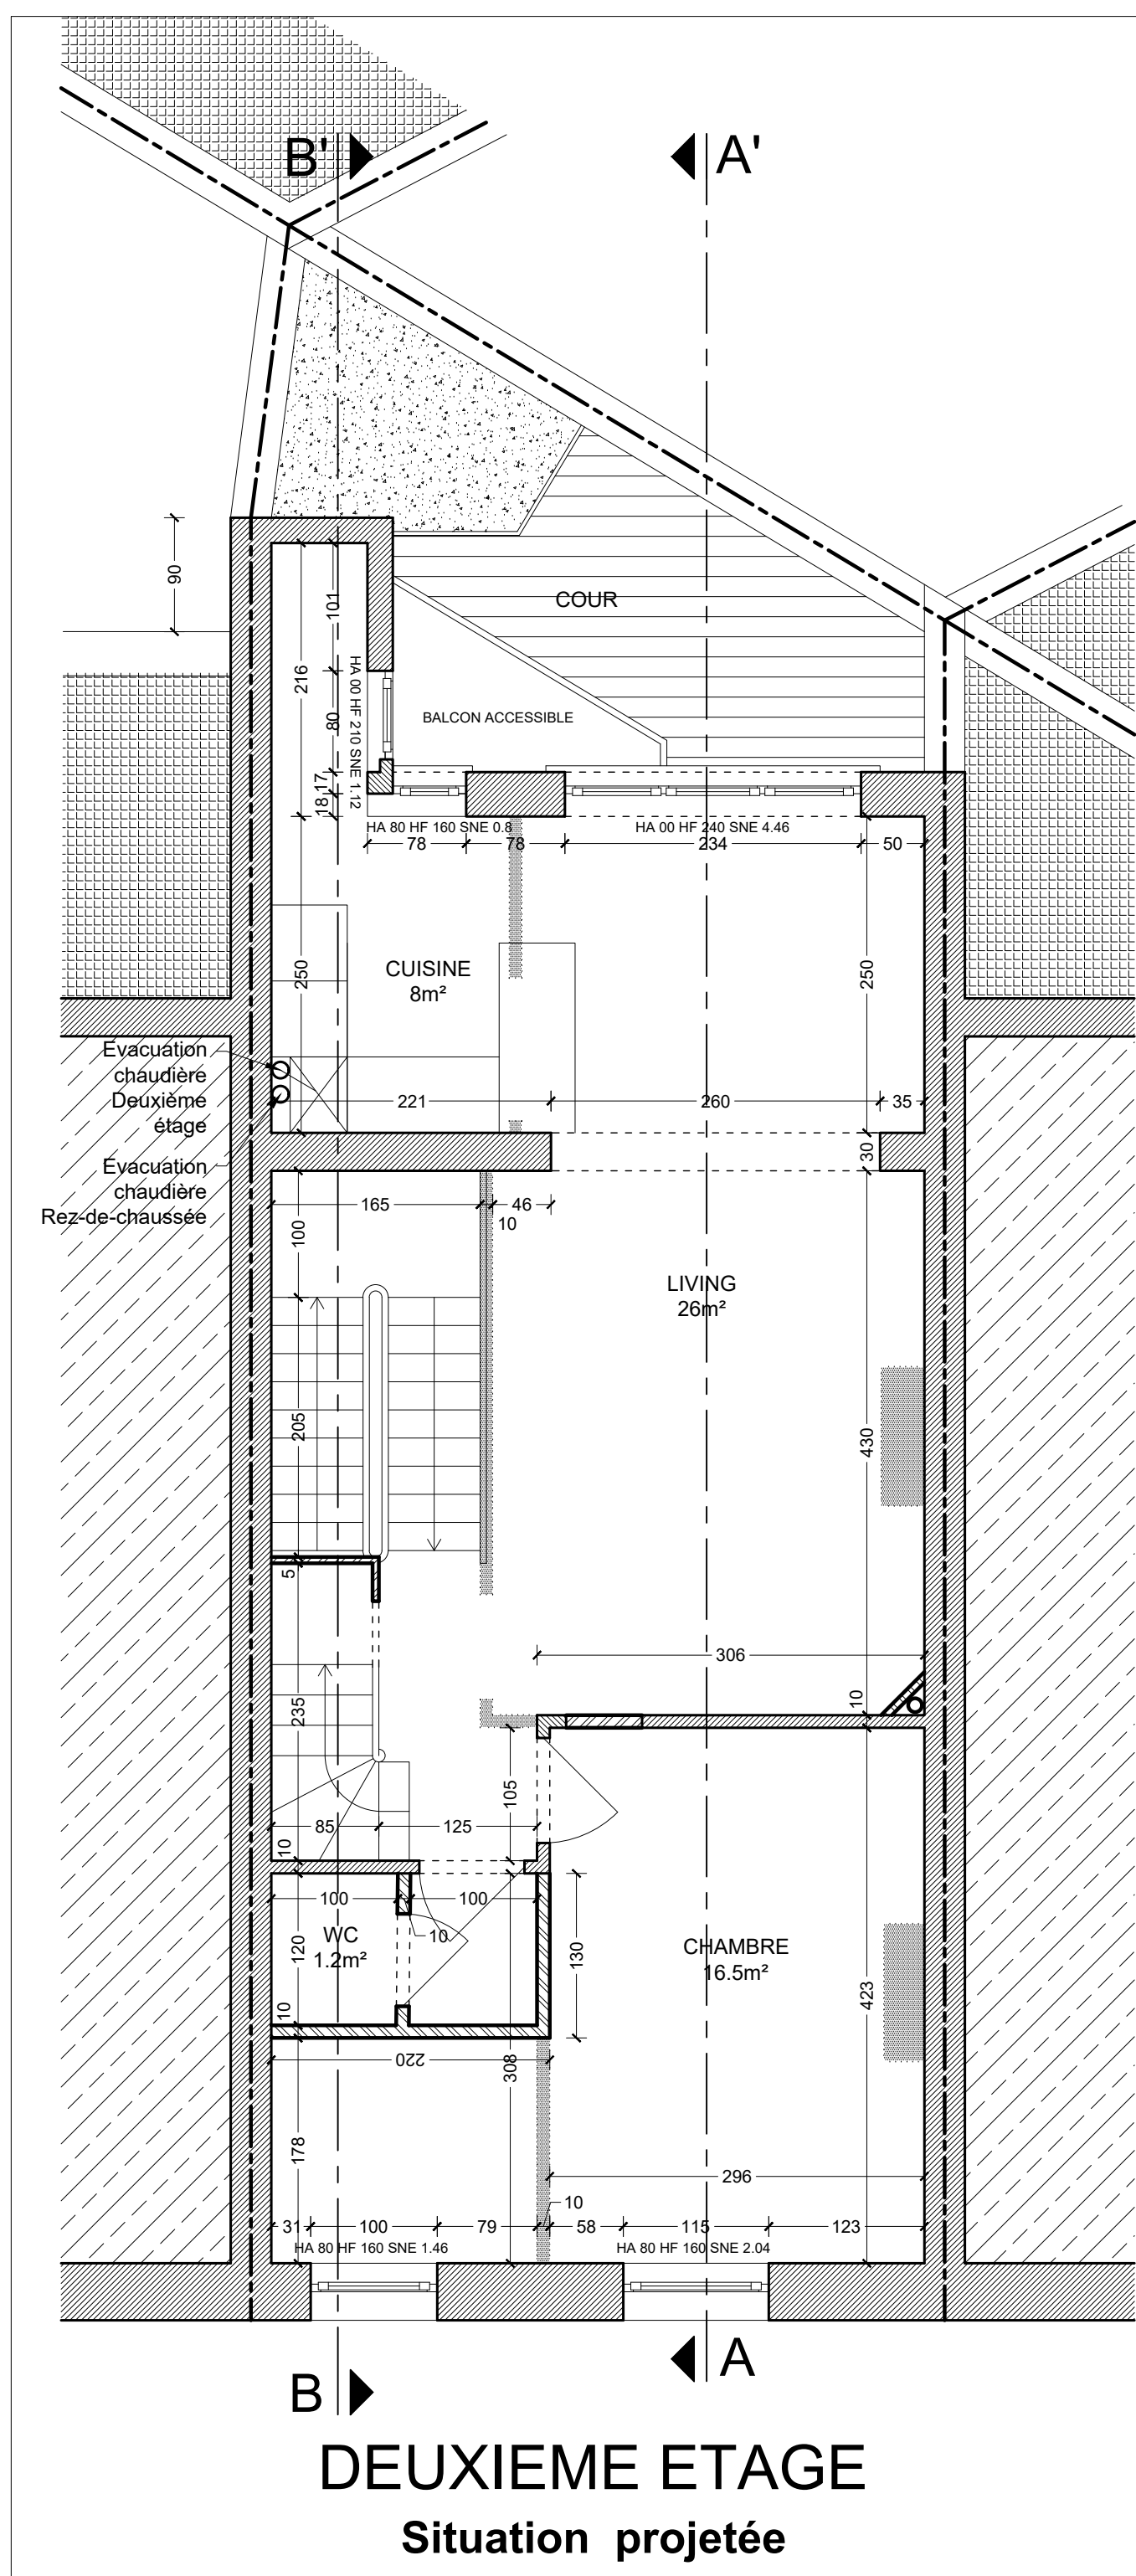 B'
A'
90
101
216
80
17
18
HA 00 HF 210 SNE 1.12
COUR
BALCON ACCESSIBLE
HA 80 HF 160 SNE 0.8
HA 00 HF 240 SNE 4.46
78
78
234
50
CUISINE
8m²
250
250
Evacuation
chaudière
Deuxième
étage
Evacuation
chaudière
Rez-de-chaussée
221
260
35
30
165
46
10
100
LIVING
26m²
205
430
5
306
10
235
105
85
125
10
100
100
WC
1.2m²
10
120
130
CHAMBRE
16.5m²
423
10
220
308
178
296
10
31
100
79
58
115
123
HA 80 HF 160 SNE 1.46
HA 80 HF 160 SNE 2.04
B
A
DEUXIEME ETAGE
Situation projetée